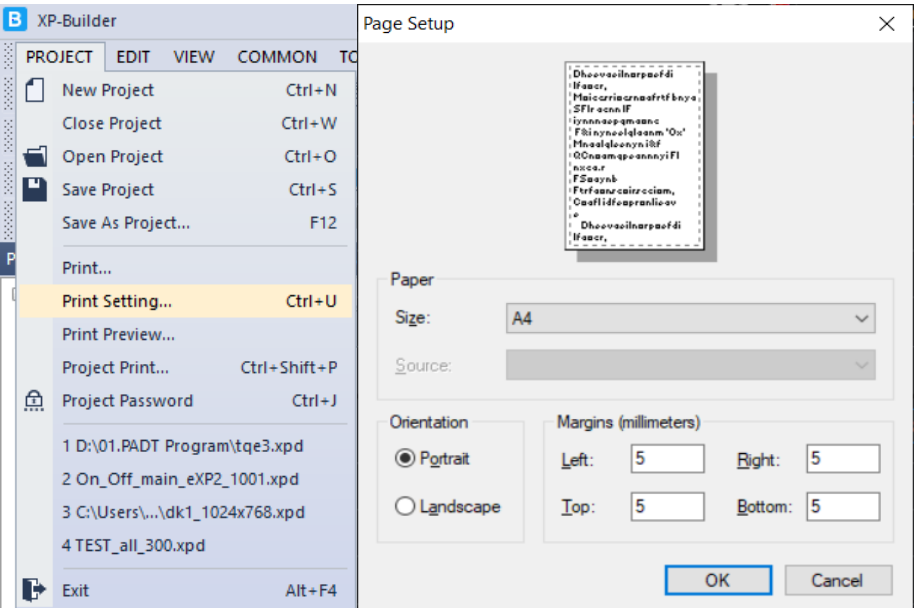 XP-Builder
PROJECT EDIT VIEW COMMON TO
New Project Ctrl+N
Close Project Ctrl+W
Open Project Ctrl+O
Save Project Ctrl+S
Save As Project... F12
Print...
Print Setting... Ctrl+U
Print Preview...
Project Print... Ctrl+Shift+P
Project Password Ctrl+J
1 D:\01.PADT Program\tqe3.xpd
2 On_Off_main_eXP2_1001.xpd
3 C:\Users\...\dk1_1024x768.xpd
4 TEST_all_300.xpd
Exit Alt+F4
Page Setup
Paper
Size: A4
Source:
Orientation
Portrait
Landscape
Margins (millimeters)
Left: 5 Right: 5
Top: 5 Bottom: 5
OK Cancel